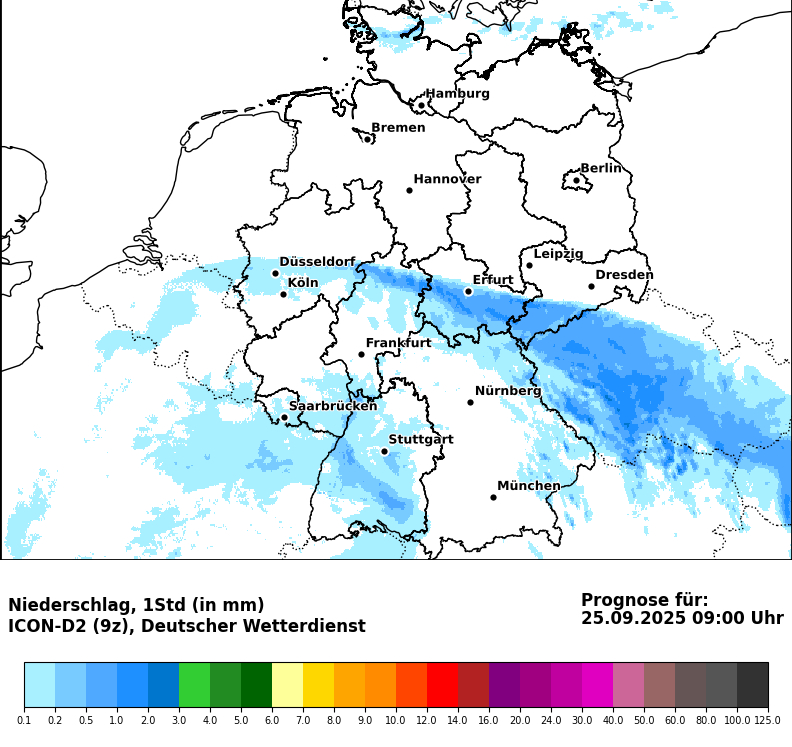 Hamburg
Bremen
Berlin
Hannover
Leipzig
Düsseldorf
Dresden
Köln
Erfurt
Frankfurt
Nürnberg
Saarbrücken
Stuttgart
München
Niederschlag, 1Std (in mm)
ICON-D2 (9z), Deutscher Wetterdienst
Prognose für:
25.09.2025 09:00 Uhr
0.1 0.2 0.5 1.0 2.0 3.0 4.0 5.0 6.0 7.0 8.0 9.0 10.0 12.0 14.0 16.0 20.0 24.0 30.0 40.0 50.0 60.0 80.0 100.0 125.0